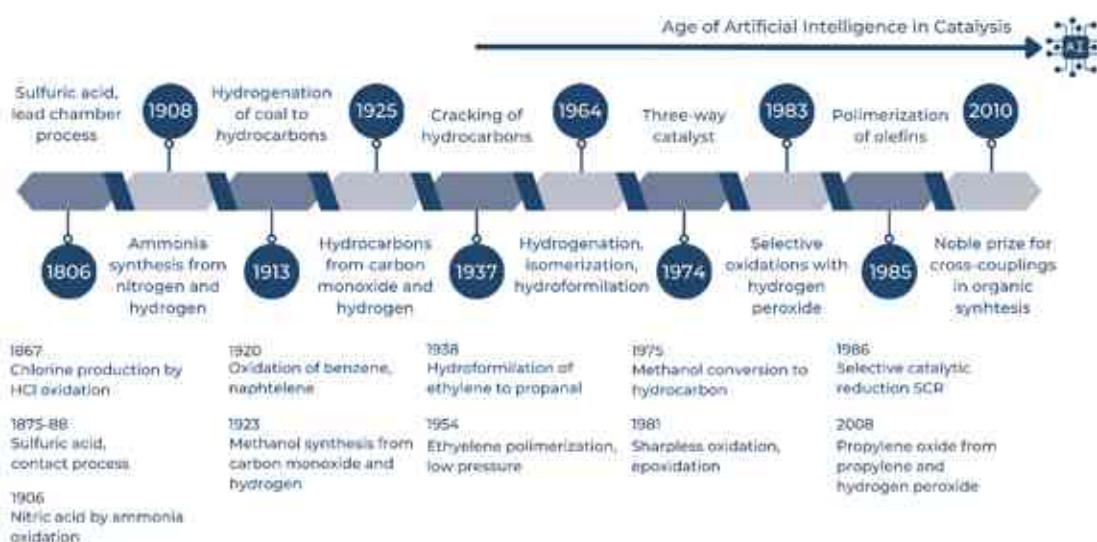 Age of Artificial Intelligence in Catalysis
AI
Sulfuric acid,
lead chamber
process
1908
Hydrogenation
of coal to
hydrocarbons
1925
Cracking of
hydrocarbons
1964
Three-way
catalyst
1983
Polimerization
of olefins
2010
1806
Ammonia
synthesis from
nitrogen and
hydrogen
1913
Hydrocarbons
from carbon
monoxide and
hydrogen
1937
Hydrogenation,
isomerization,
hydroformilation
1974
Selective
oxidations with
hydrogen
peroxide
1985
Noble prize for
cross-couplings
in organic
synhtesis
1867
Chlorine production by
HCl oxidation
1875-88
Sulfuric acid,
contact process
1906
Nitric acid by ammonia
oxidation
1920
Oxidation of benzene,
naphtelene
1923
Methanol synthesis from
carbon monoxide and
hydrogen
1938
Hydroformilation of
ethylene to propanal
1954
Ethyelene polimerization,
low pressure
1975
Methanol conversion to
hydrocarbon
1981
Sharpless oxidation,
epoxidation
1986
Selective catalytic
reduction SCR
2008
Propylene oxide from
propylene and
hydrogen peroxide